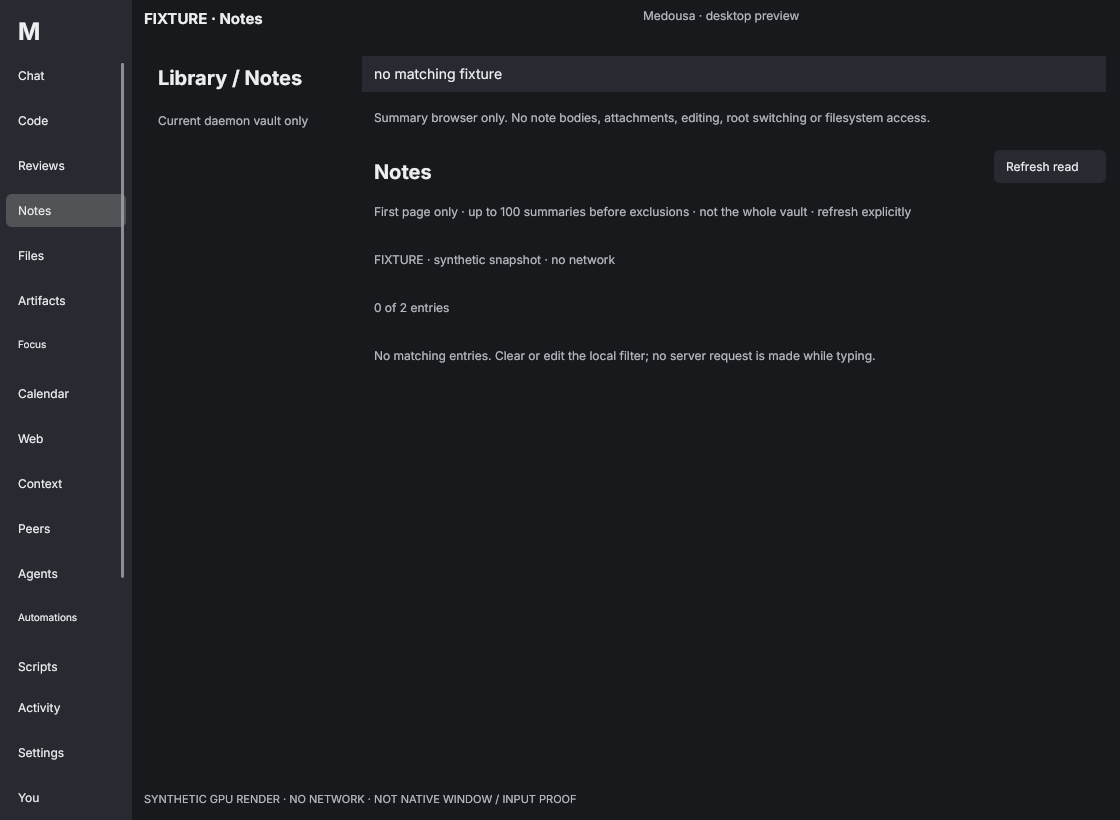 M
Chat
Code
Reviews
Notes
Files
Artifacts
Focus
Calendar
Web
Context
Peers
Agents
Automations
Scripts
Activity
Settings
You
FIXTURE · Notes
Medousa · desktop preview
Library / Notes
Current daemon vault only
no matching fixture
Summary browser only. No note bodies, attachments, editing, root switching or filesystem access.
Notes
Refresh read
First page only · up to 100 summaries before exclusions · not the whole vault · refresh explicitly
FIXTURE · synthetic snapshot · no network
0 of 2 entries
No matching entries. Clear or edit the local filter; no server request is made while typing.
SYNTHETIC GPU RENDER · NO NETWORK · NOT NATIVE WINDOW / INPUT PROOF